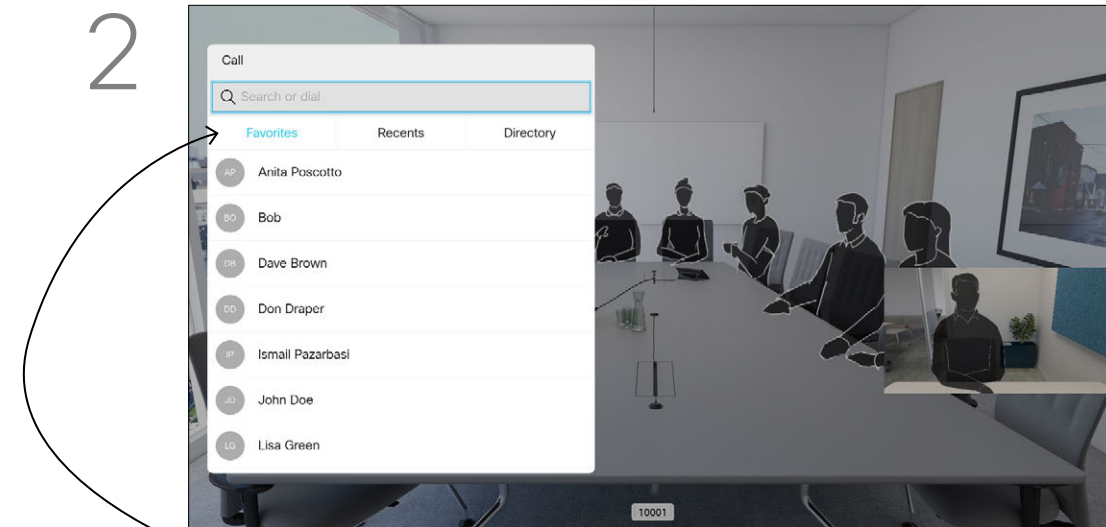 2
Call
Search or dial
Favorites Recents Directory
AP Anita Poscotto
BO Bob
DB Dave Brown
DD Don Draper
IP Ismail Pazarbasi
JD John Doe
LG Lisa Green
10001